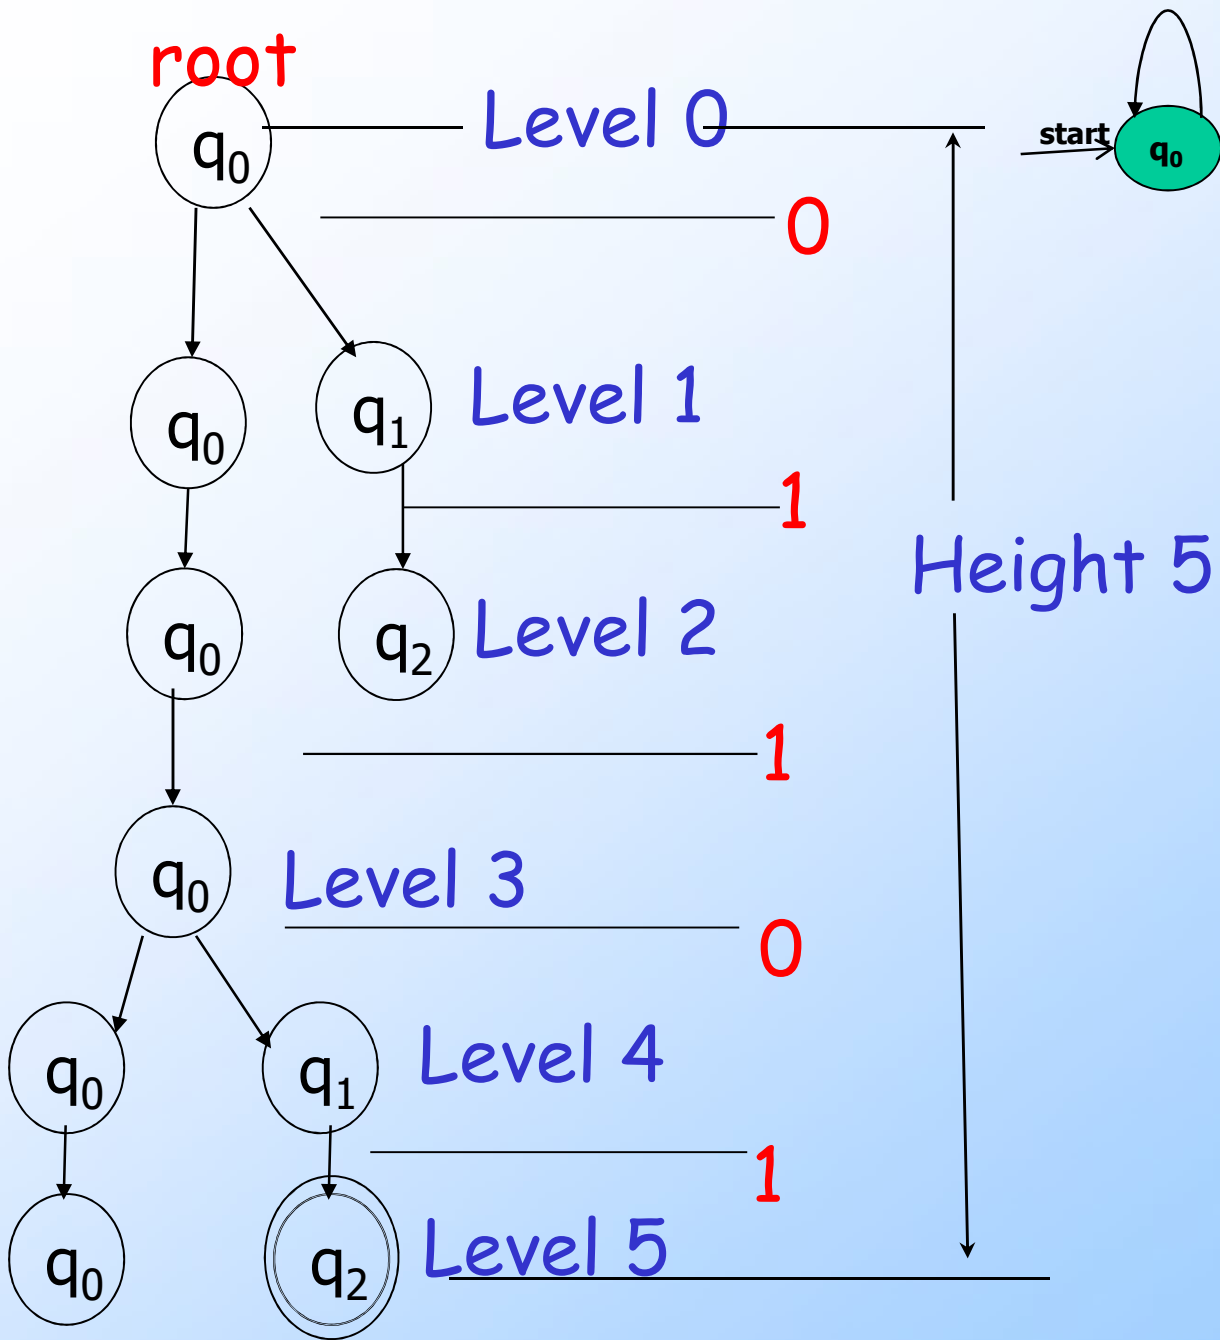 root
q0 Level 0
start q0
0
q0 q1 Level 1
1
Height 5
q0 q2 Level 2
1
q0 Level 3
0
q0 q1 Level 4
1
q0 q2 Level 5